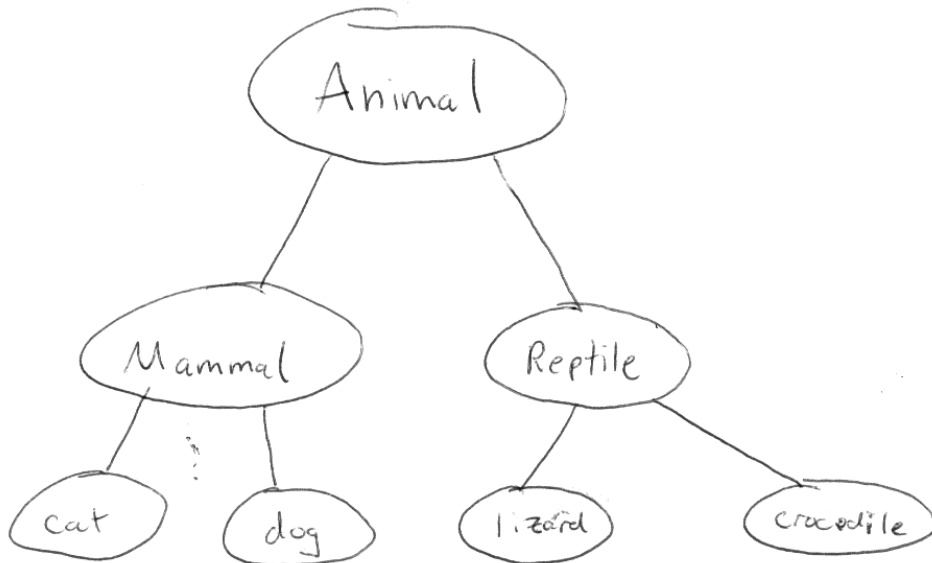 Animal
Mammal
Reptile
cat
dog
lizard
crocodile